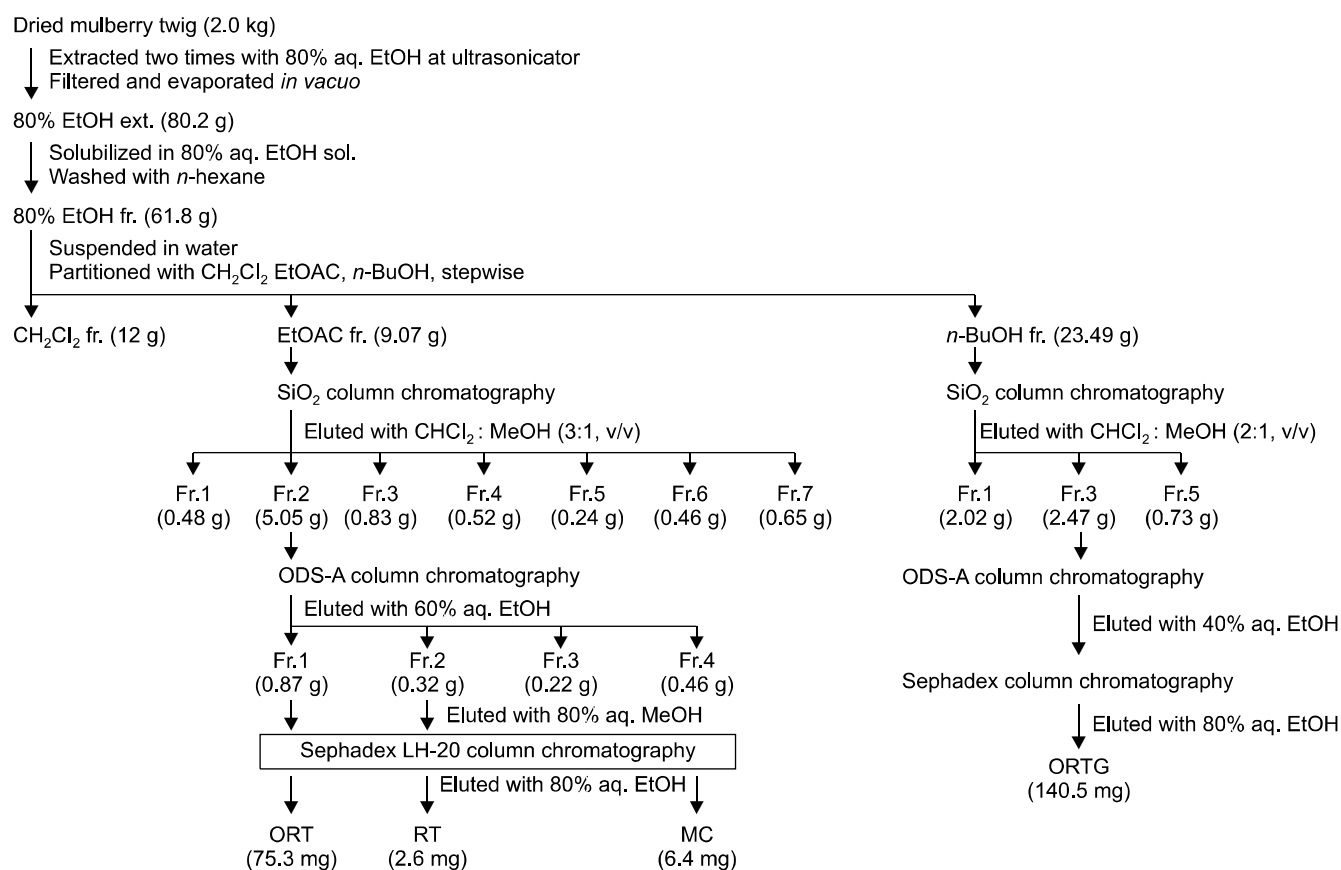 Dried mulberry twig (2.0 kg)
Extracted two times with 80% aq. EtOH at ultrasonicator
Filtered and evaporated in vacuo
80% EtOH ext. (80.2 g)
Solubilized in 80% aq. EtOH sol.
Washed with n-hexane
80% EtOH fr. (61.8 g)
Suspended in water
Partitioned with CH₂Cl₂ EtOAC, n-BuOH, stepwise
CH₂Cl₂ fr. (12 g) EtOAC fr. (9.07 g) n-BuOH fr. (23.49 g)
SiO₂ column chromatography SiO₂ column chromatography
Eluted with CHCl₂ : MeOH (3:1, v/v) Eluted with CHCl₂ : MeOH (2:1, v/v)
Fr.1 Fr.2 Fr.3 Fr.4 Fr.5 Fr.6 Fr.7 Fr.1 Fr.3 Fr.5
(0.48 g) (5.05 g) (0.83 g) (0.52 g) (0.24 g) (0.46 g) (0.65 g) (2.02 g) (2.47 g) (0.73 g)
ODS-A column chromatography ODS-A column chromatography
Eluted with 60% aq. EtOH
Eluted with 40% aq. EtOH
Fr.1 Fr.2 Fr.3 Fr.4
(0.87 g) (0.32 g) (0.22 g) (0.46 g)
Sephadex column chromatography
Eluted with 80% aq. MeOH
Eluted with 80% aq. EtOH
Sephadex LH-20 column chromatography
Eluted with 80% aq. EtOH
ORTG
(140.5 mg)
ORT RT MC
(75.3 mg) (2.6 mg) (6.4 mg)